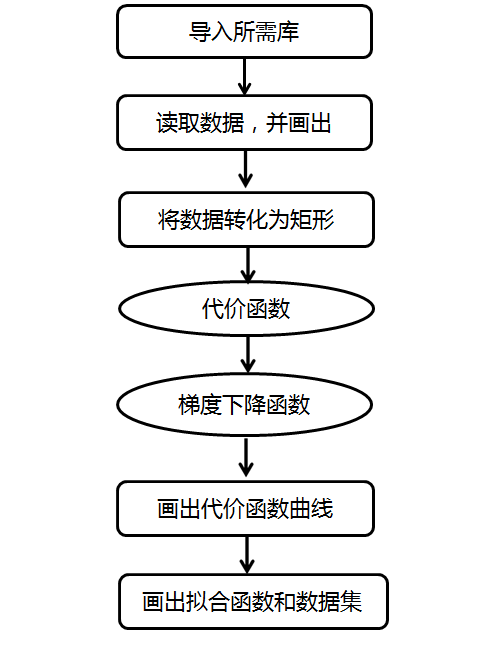 导入所需库
读取数据，并画出
将数据转化为矩形
代价函数
梯度下降函数
画出代价函数曲线
画出拟合函数和数据集